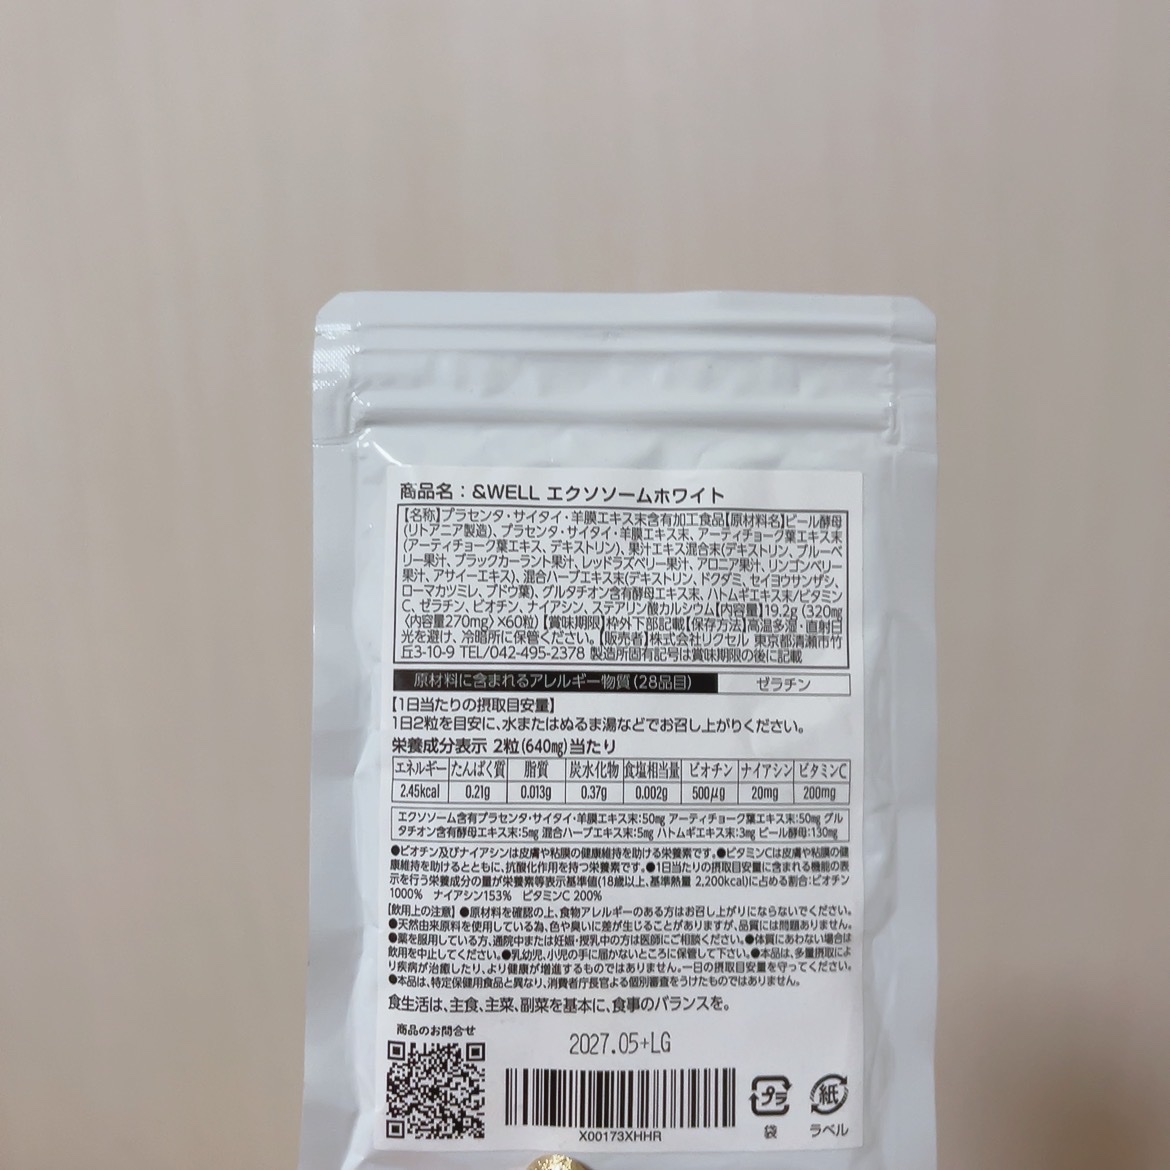 商品名：&WELL エクソソームホワイト
【名称】プラセンタ・サイタイ・羊膜エキス末含有加工食品【原材料名】ビール酵母
(リトアニア製造)、プラセンタ・サイタイ・羊膜エキス末、アーティチョーク葉エキス末
(アーティチョーク葉エキス、デキストリン)、果汁エキス混合末(デキストリン、ブルーベ
リー果汁、ブラックカーラント果汁、レッドラズベリー果汁、アロニア果汁、リンゴンベリー
果汁、アサイーエキス)、混合ハーブエキス末(デキストリン、ドクダミ、セイヨウサンザシ、
ローマカツミレ、ブドウ葉)、グルタチオン含有酵母エキス末、ハトムギエキス末/ビタミン
C、ゼラチン、ビオチン、ナイアシン、ステアリン酸カルシウム【内容量】19.2g (320mg
〈内容量270mg〉×60粒)【賞味期限】枠外下部記載【保存方法】高温多湿・直射日
光を避け、冷暗所に保管ください。【販売者】株式会社リクセル 東京都清瀬市竹
丘3-10-9 TEL/042-495-2378 製造所固有記号は賞味期限の後に記載
原材料に含まれるアレルギー物質(28品目) ゼラチン
【1日当たりの摂取目安量】
1日2粒を目安に、水またはぬるま湯などでお召し上がりください。
栄養成分表示 2粒(640㎎)当たり
エネルギー たんぱく質 脂質 炭水化物 食塩相当量 ビオチン ナイアシン ビタミンC
2.45kcal 0.21g 0.013g 0.37g 0.002g 500μg 20mg 200mg
エクソソーム含有プラセンタ・サイタイ・羊膜エキス末:50mg アーティチョーク葉エキス末:50mg グル
タチオン含有酵母エキス末:5mg 混合ハーブエキス末:5mg ハトムギエキス末:3mg ビール酵母:130mg
●ビオチン及びナイアシンは皮膚や粘膜の健康維持を助ける栄養素です。●ビタミンCは皮膚や粘膜の健
康維持を助けるとともに、抗酸化作用を持つ栄養素です。●1日当たりの摂取目安量に含まれる機能の表
示を行う栄養成分の量が栄養素等表示基準値(18歳以上、基準熱量 2,200kcal)に占める割合:ビオチン
1000% ナイアシン153% ビタミンC 200%
【飲用上の注意】●原材料を確認の上、食物アレルギーのある方はお召し上がりにならないでください。
●天然由来原料を使用している為、色や臭いに差が生じることがありますが、品質には問題ありません。
●薬を服用している方、通院中または妊娠・授乳中の方は医師にご相談ください。●体質にあわない場合は
飲用を中止してください。●乳幼児、小児の手に届かないところに保管して下さい。●本品は、多量摂取によ
り疾病が治癒したり、より健康が増進するものではありません。一日の摂取目安量を守ってください。
●本品は、特定保健用食品と異なり、消費者庁長官よる個別審査をうけたものではありません。
食生活は、主食、主菜、副菜を基本に、食事のバランスを。
商品のお問合せ
2027.05+LG
X00173XHHR
プラ
袋
紙
ラベル